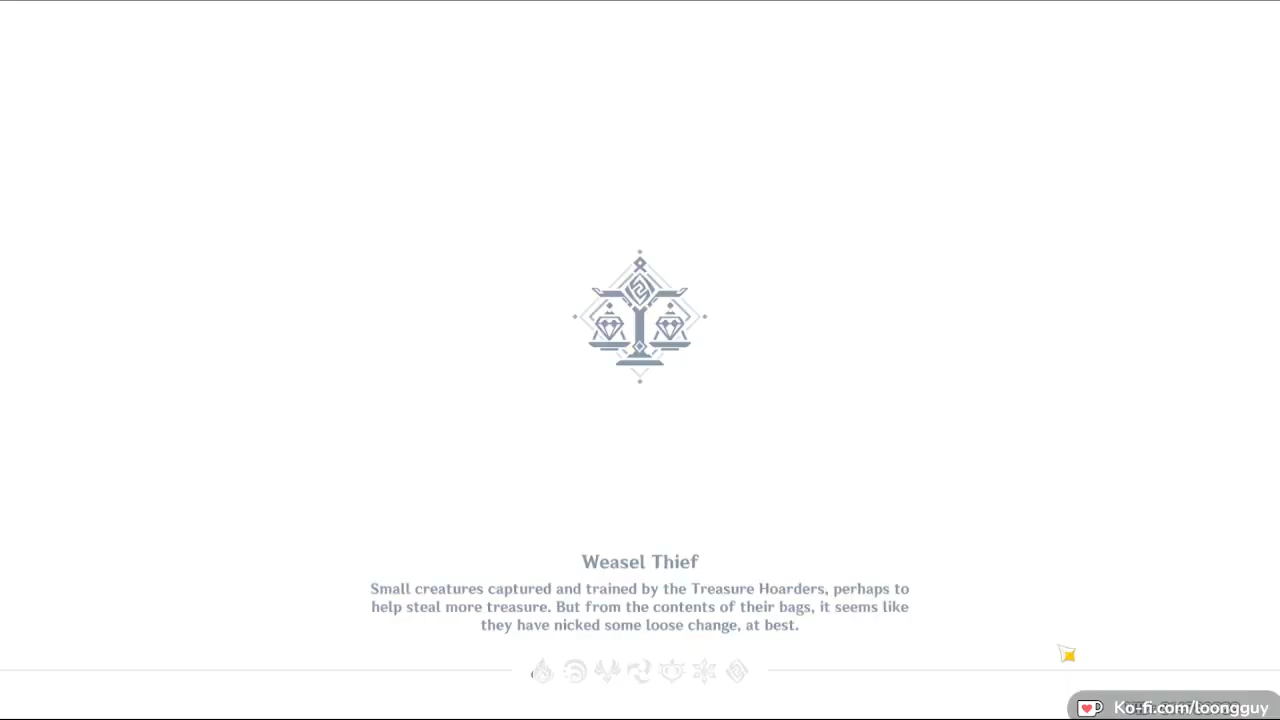 Weasel Thief
Small creatures captured and trained by the Treasure Hoarders, perhaps to
help steal more treasure. But from the contents of their bags, it seems like
they have nicked some loose change, at best.
Ko-fi.com/loongguy